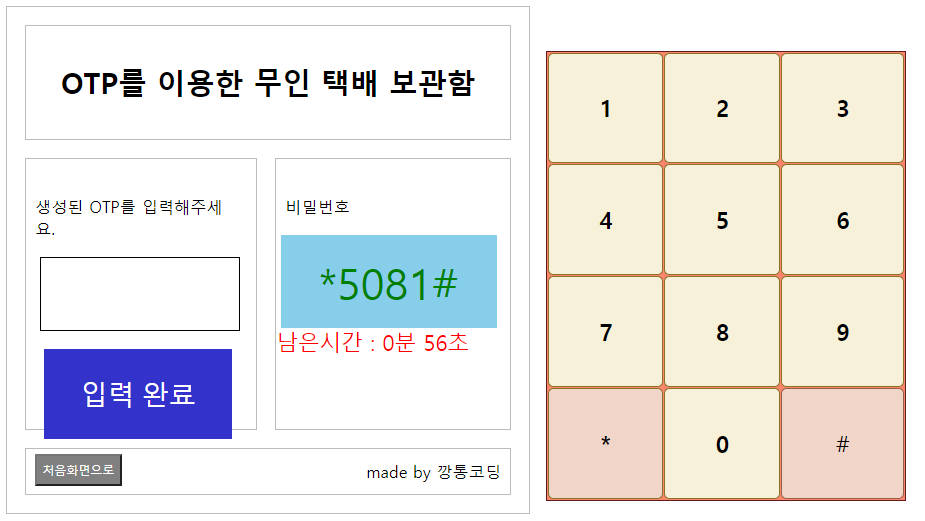 OTP를 이용한 무인 택배 보관함
생성된 OTP를 입력해주세
요.
입력 완료
비밀번호
*5081#
남은시간 : 0분 56초
처음화면으로
made by 깡통코딩
1 2 3
4 5 6
7 8 9
* 0 #